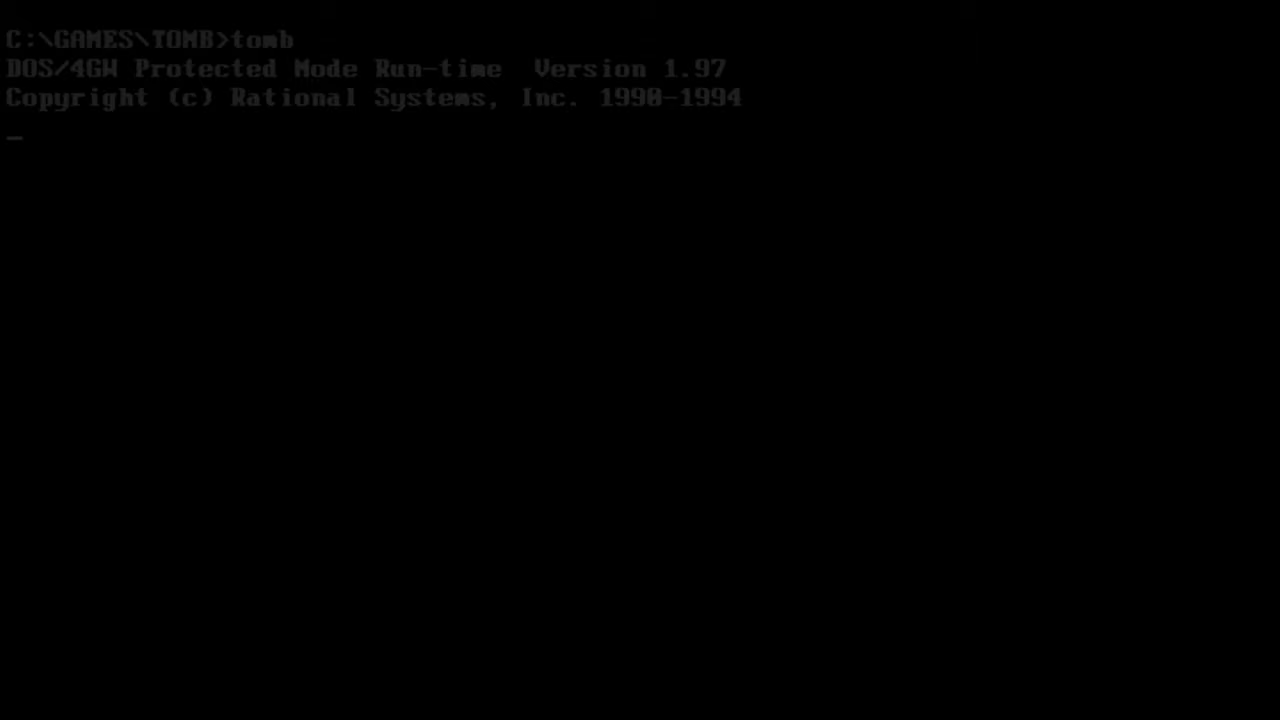 C:\GAMES\TOMB>tomb
DOS/4GW Protected Mode Run-time  Version 1.97
Copyright (c) Rational Systems, Inc. 1990-1994
_